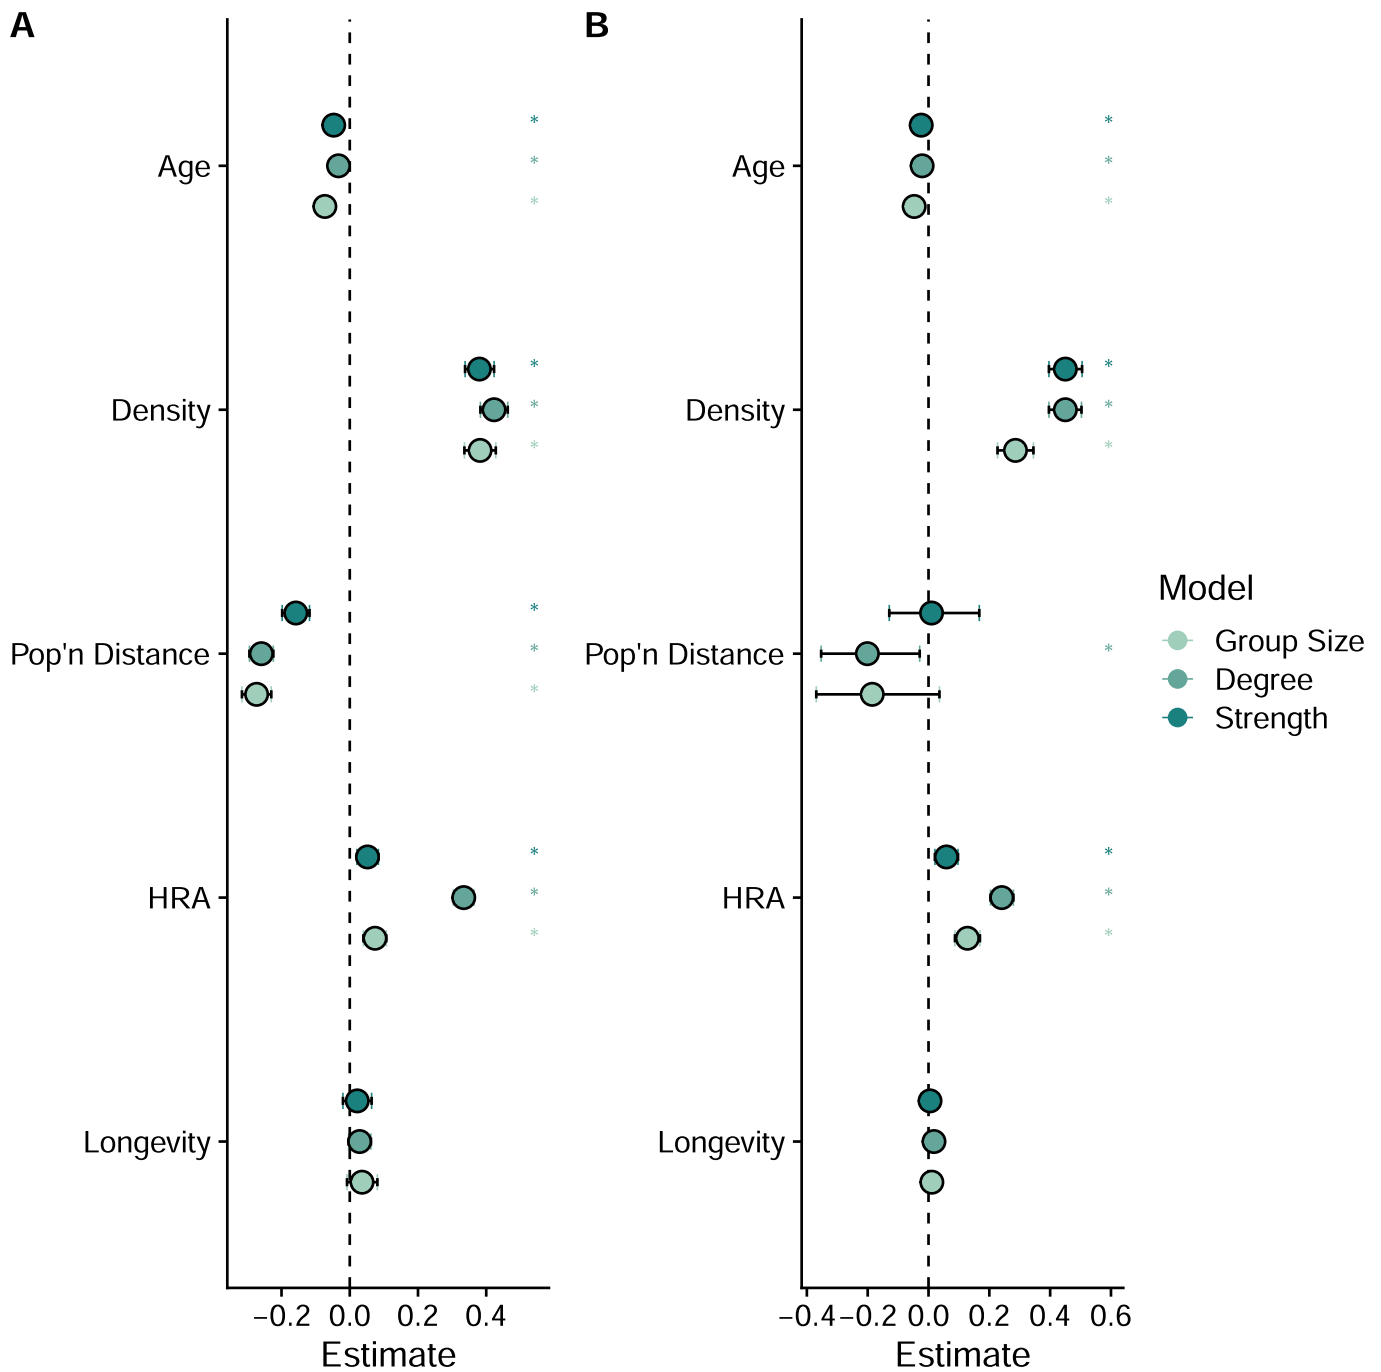 A
Age
*
*
*
Density
*
*
*
Pop'n Distance
*
*
*
HRA
*
*
*
Longevity
−0.2 0.0 0.2 0.4
Estimate
B
Age
*
*
*
Density
*
*
*
Pop'n Distance
*
HRA
*
*
*
Longevity
−0.4 −0.2 0.0 0.2 0.4 0.6
Estimate
Model
Group Size
Degree
Strength